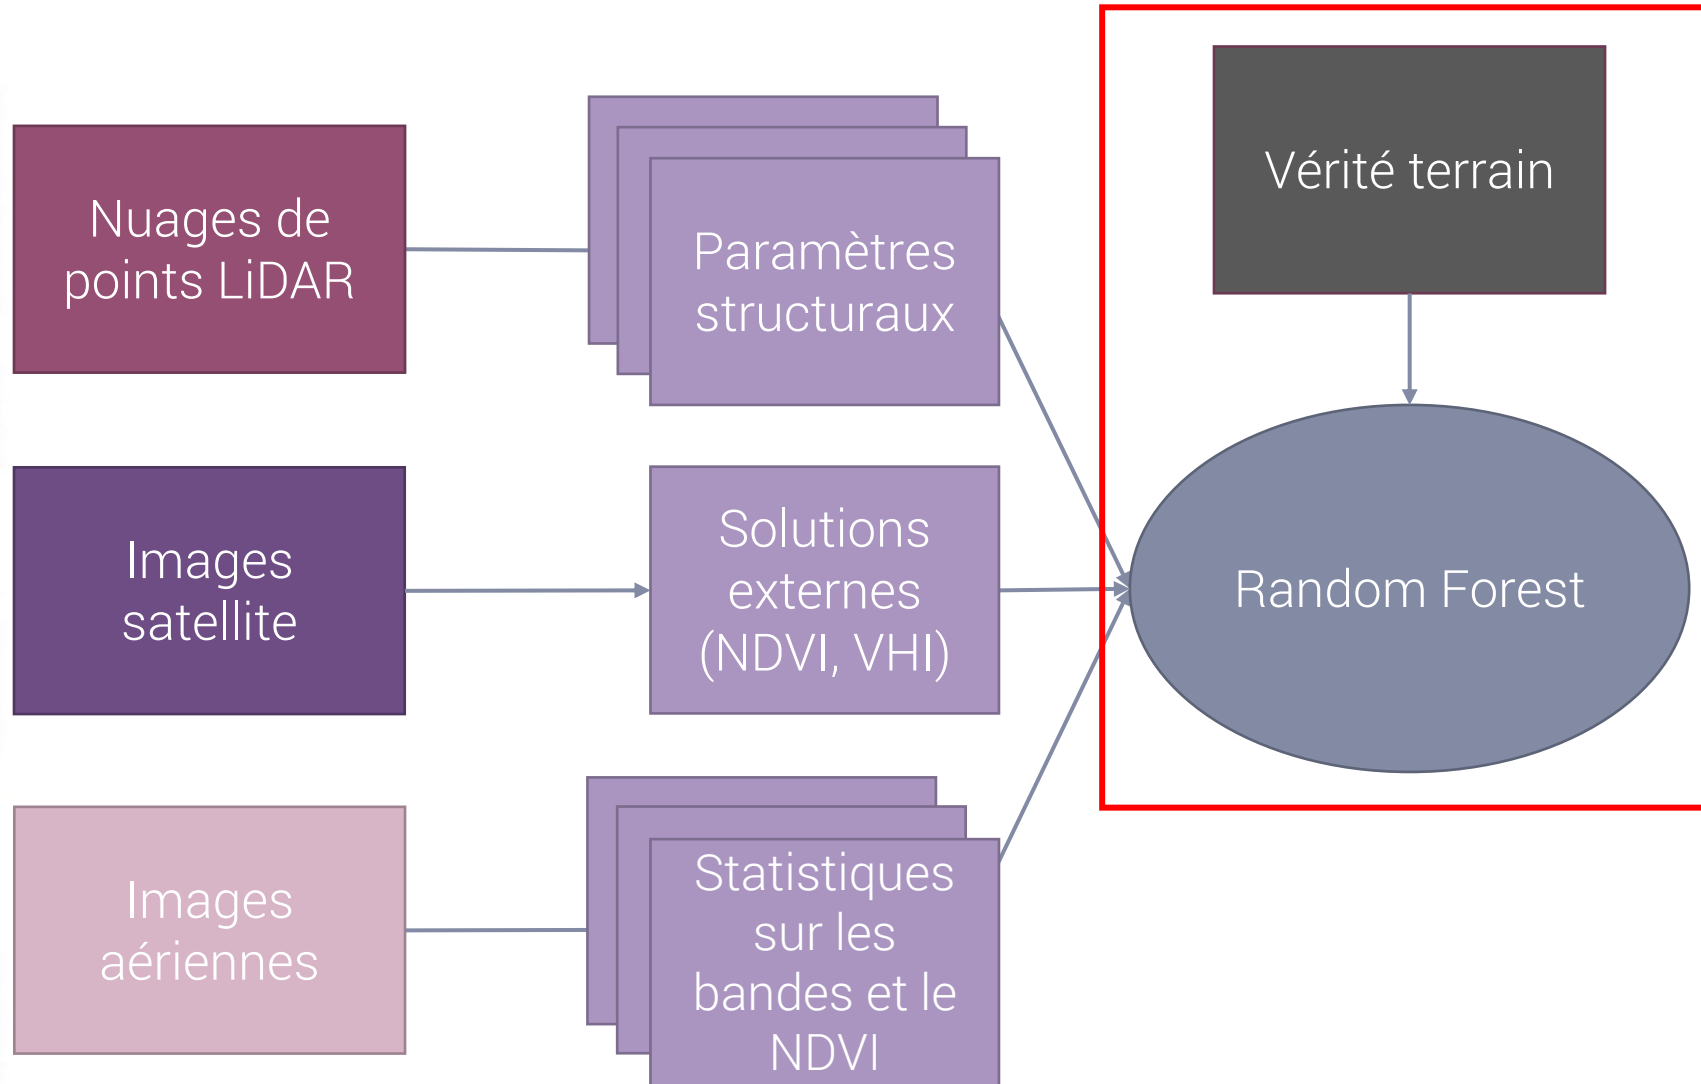 Nuages de
points LiDAR
Paramètres
structuraux
Vérité terrain
Images
satellite
Solutions
externes
(NDVI, VHI)
Random Forest
Images
aériennes
Statistiques
sur les
bandes et le
NDVI